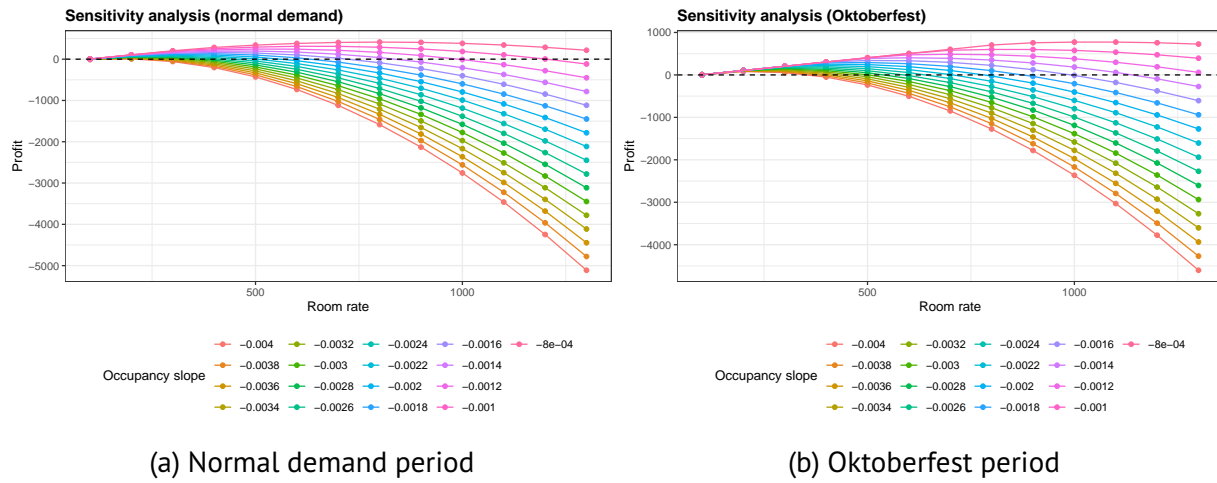 Sensitivity analysis (normal demand)
0
−1000
−2000
−3000
−4000
−5000
Profit
500
1000
Room rate
Occupancy slope
−0.004 −0.0032 −0.0024 −0.0016 −8e−04
−0.0038 −0.003 −0.0022 −0.0014
−0.0036 −0.0028 −0.002 −0.0012
−0.0034 −0.0026 −0.0018 −0.001
(a) Normal demand period
Sensitivity analysis (Oktoberfest)
1000
0
−1000
−2000
−3000
−4000
Profit
500
1000
Room rate
Occupancy slope
−0.004 −0.0032 −0.0024 −0.0016 −8e−04
−0.0038 −0.003 −0.0022 −0.0014
−0.0036 −0.0028 −0.002 −0.0012
−0.0034 −0.0026 −0.0018 −0.001
(b) Oktoberfest period